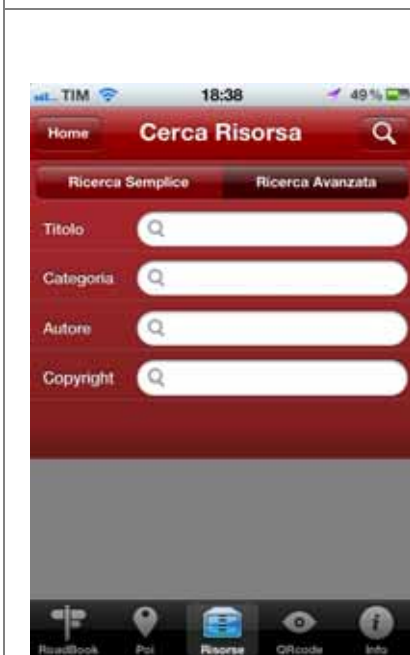 TIM 18:38 49%
Home Cerca Risorsa
Ricerca Semplice Ricerca Avanzata
Titolo
Categoria
Autore
Copyright
RoadBook Poi Risorse QRcode Info